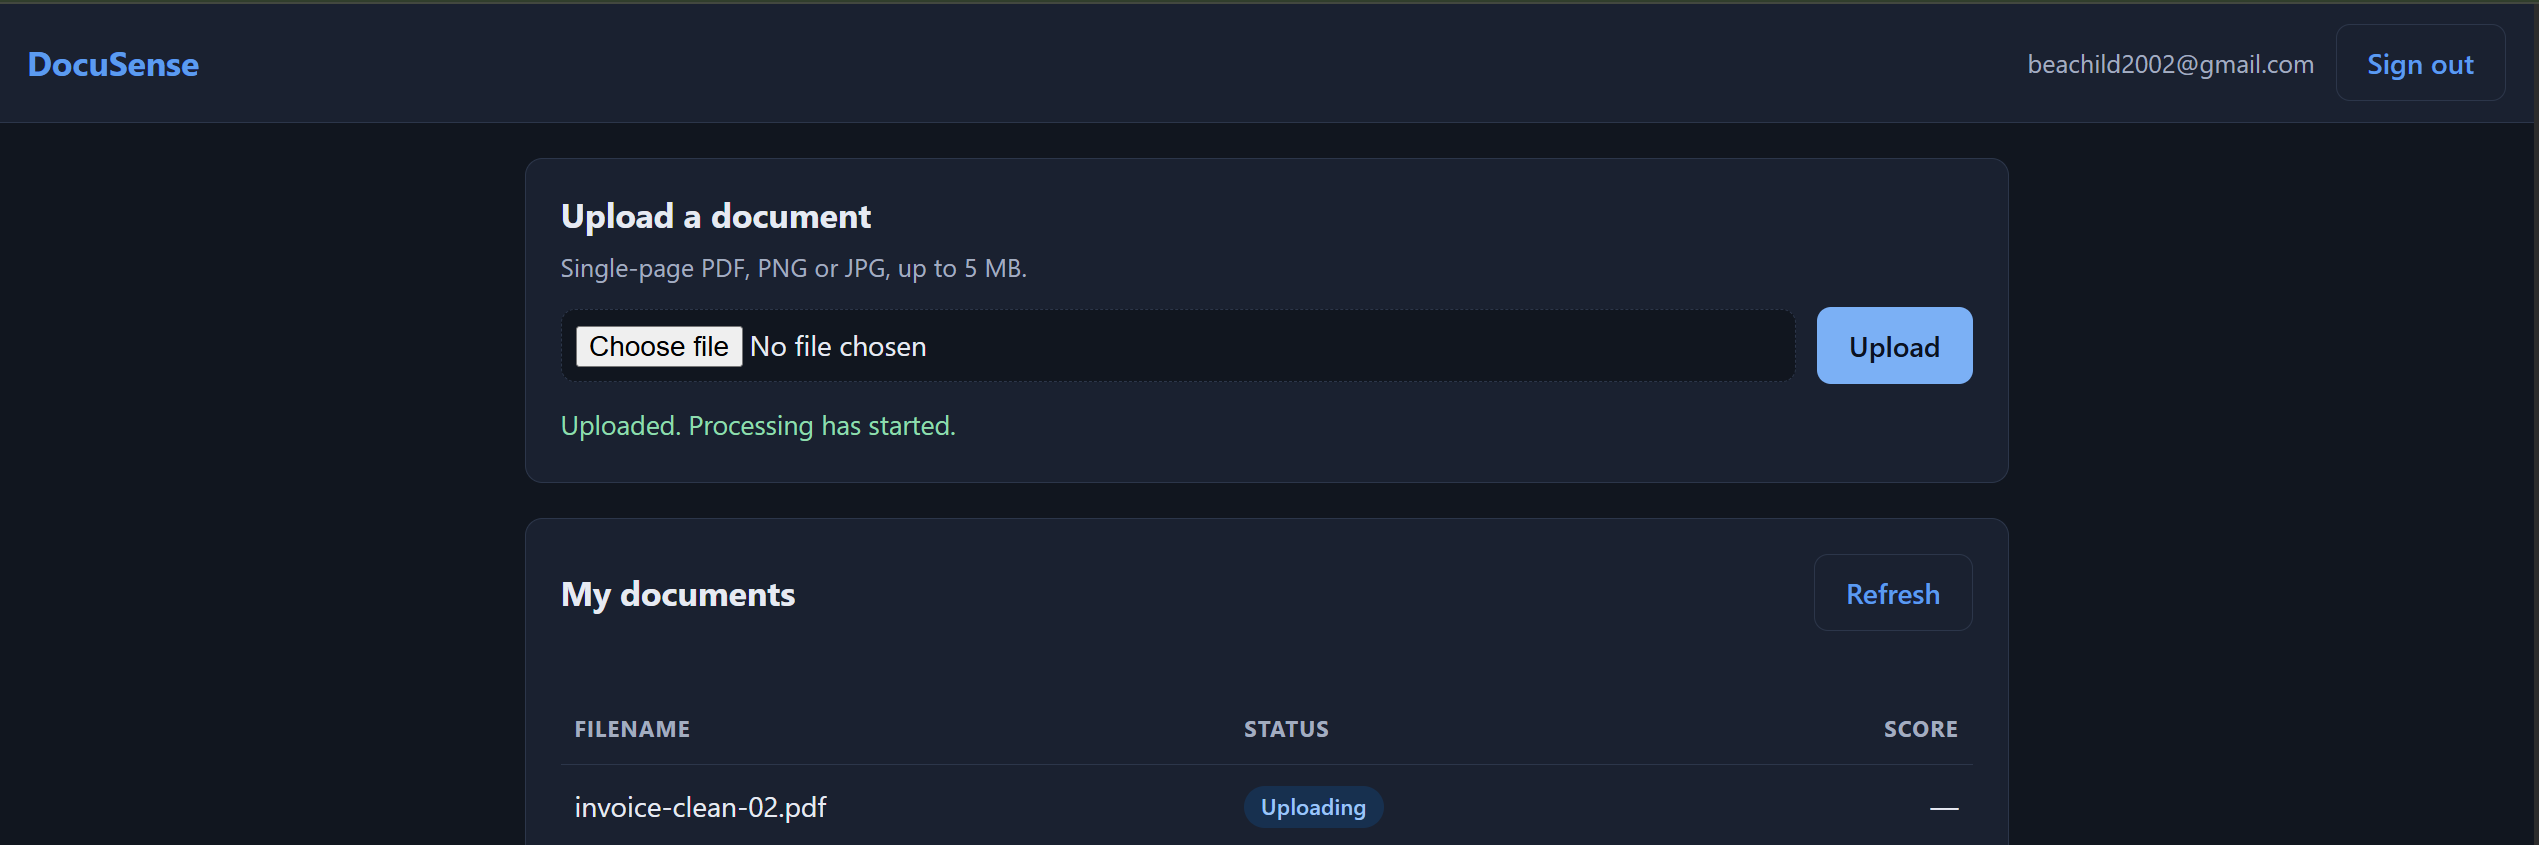 DocuSense
beachild2002@gmail.com
Sign out
Upload a document
Single-page PDF, PNG or JPG, up to 5 MB.
Choose file No file chosen
Upload
Uploaded. Processing has started.
My documents
Refresh
FILENAME STATUS SCORE
invoice-clean-02.pdf Uploading —